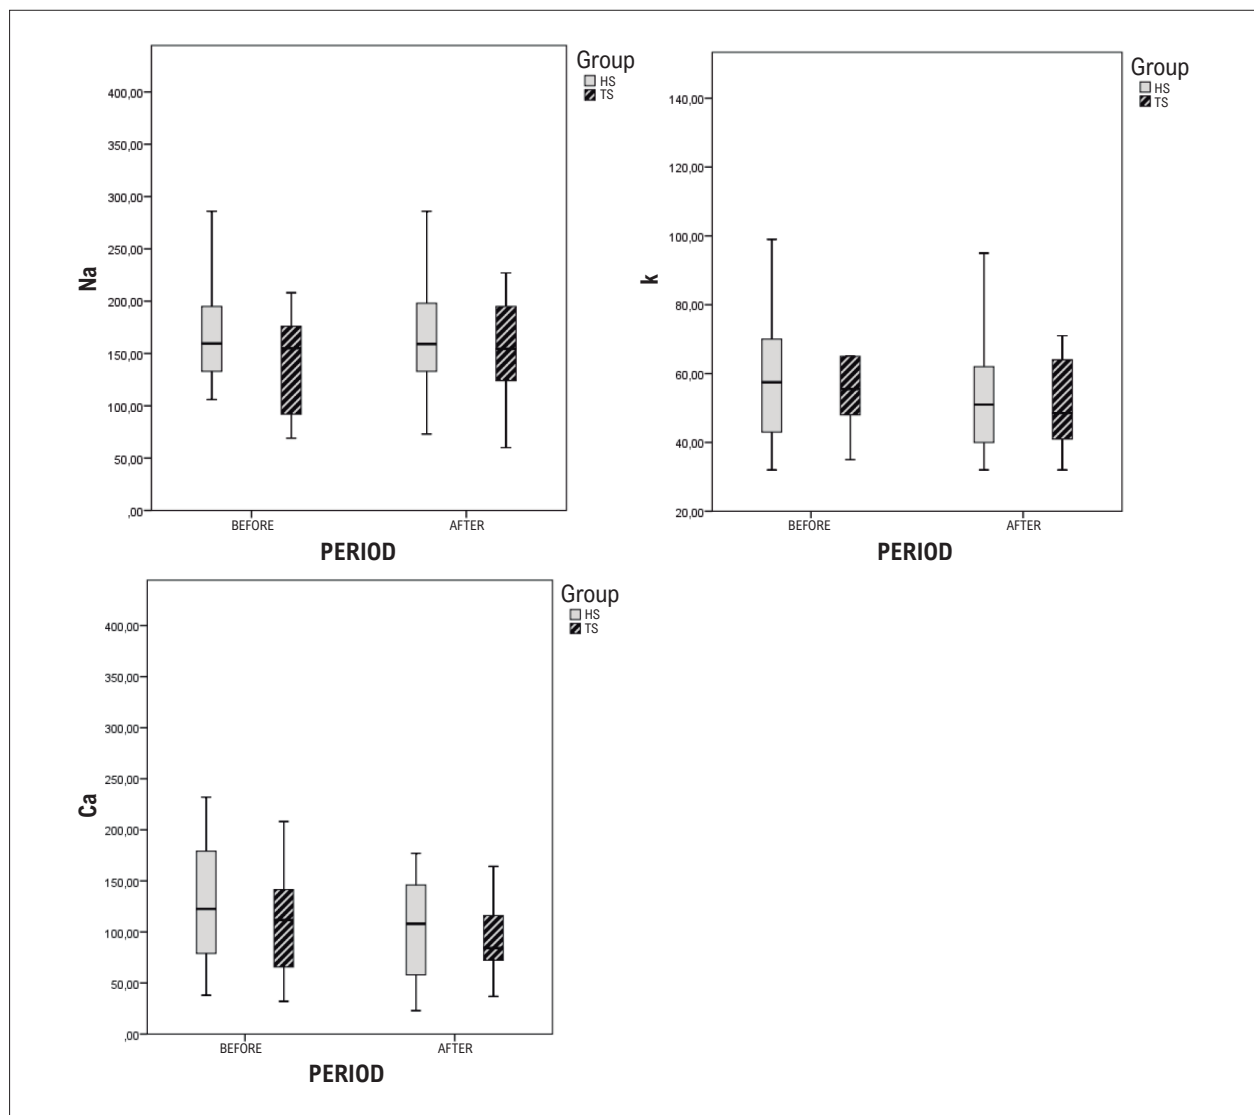 Group
HS
TS
400,00
350,00
300,00
250,00
200,00
150,00
100,00
50,00
,00
Na
BEFORE
AFTER
PERIOD
Group
HS
TS
140,00
120,00
100,00
80,00
60,00
40,00
20,00
k
BEFORE
AFTER
PERIOD
Group
HS
TS
400,00
350,00
300,00
250,00
200,00
150,00
100,00
50,00
,00
Ca
BEFORE
AFTER
PERIOD